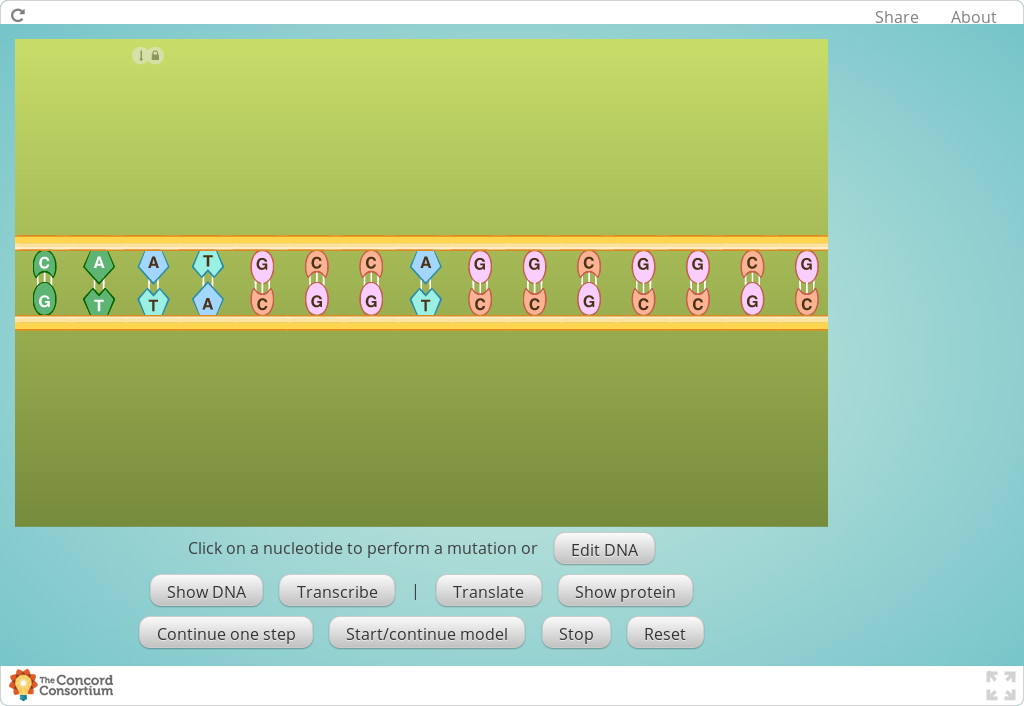 Share About
C A A T G C C A G G C G G C G
G T T A C G G T C C G C C G C
Click on a nucleotide to perform a mutation or Edit DNA
Show DNA Transcribe | Translate Show protein
Continue one step Start/continue model Stop Reset
The Concord
Consortium